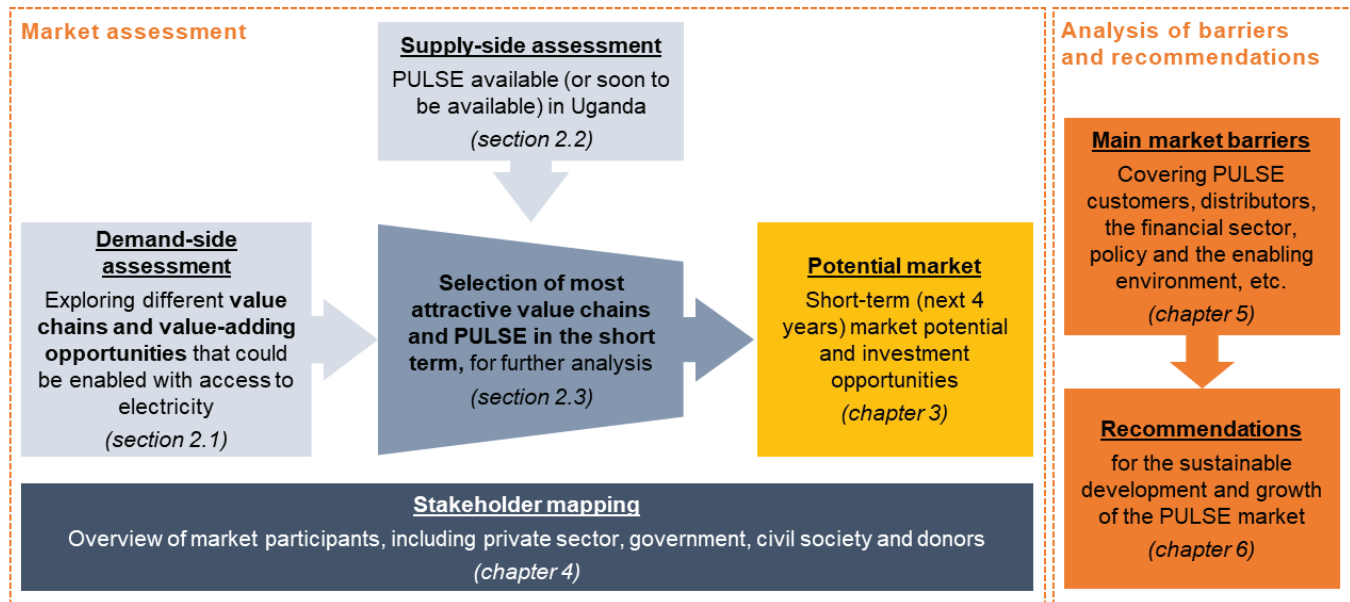 Market assessment
Supply-side assessment
PULSE available (or soon to
be available) in Uganda
(section 2.2)
Demand-side
assessment
Exploring different value
chains and value-adding
opportunities that could
be enabled with access to
electricity
(section 2.1)
Selection of most
attractive value chains
and PULSE in the short
term, for further analysis
(section 2.3)
Potential market
Short-term (next 4
years) market potential
and investment
opportunities
(chapter 3)
Stakeholder mapping
Overview of market participants, including private sector, government, civil society and donors
(chapter 4)
Analysis of barriers
and recommendations
Main market barriers
Covering PULSE
customers, distributors,
the financial sector,
policy and the enabling
environment, etc.
(chapter 5)
Recommendations
for the sustainable
development and growth
of the PULSE market
(chapter 6)